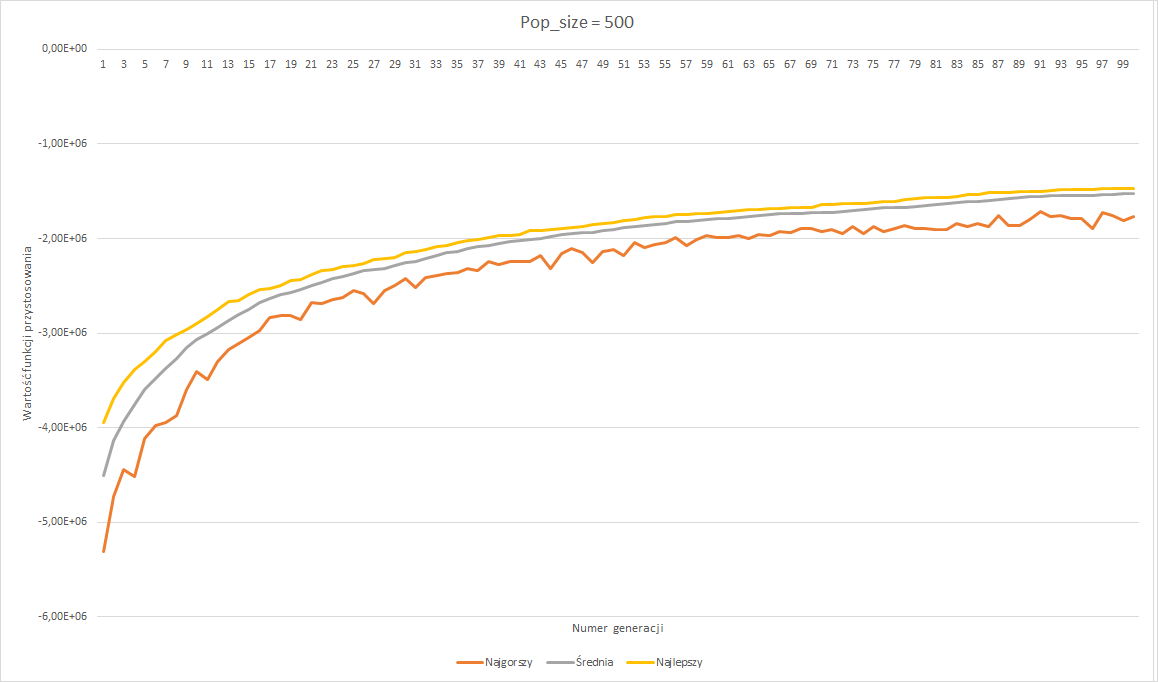 Pop_size = 500
0,00E+00
1 3 5 7 9 11 13 15 17 19 21 23 25 27 29 31 33 35 37 39 41 43 45 47 49 51 53 55 57 59 61 63 65 67 69 71 73 75 77 79 81 83 85 87 89 91 93 95 97 99
-1,00E+06
-2,00E+06
-3,00E+06
-4,00E+06
-5,00E+06
-6,00E+06
Wartość funkcji przystosowania
Numer generacji
Najgorszy Średnia Najlepszy